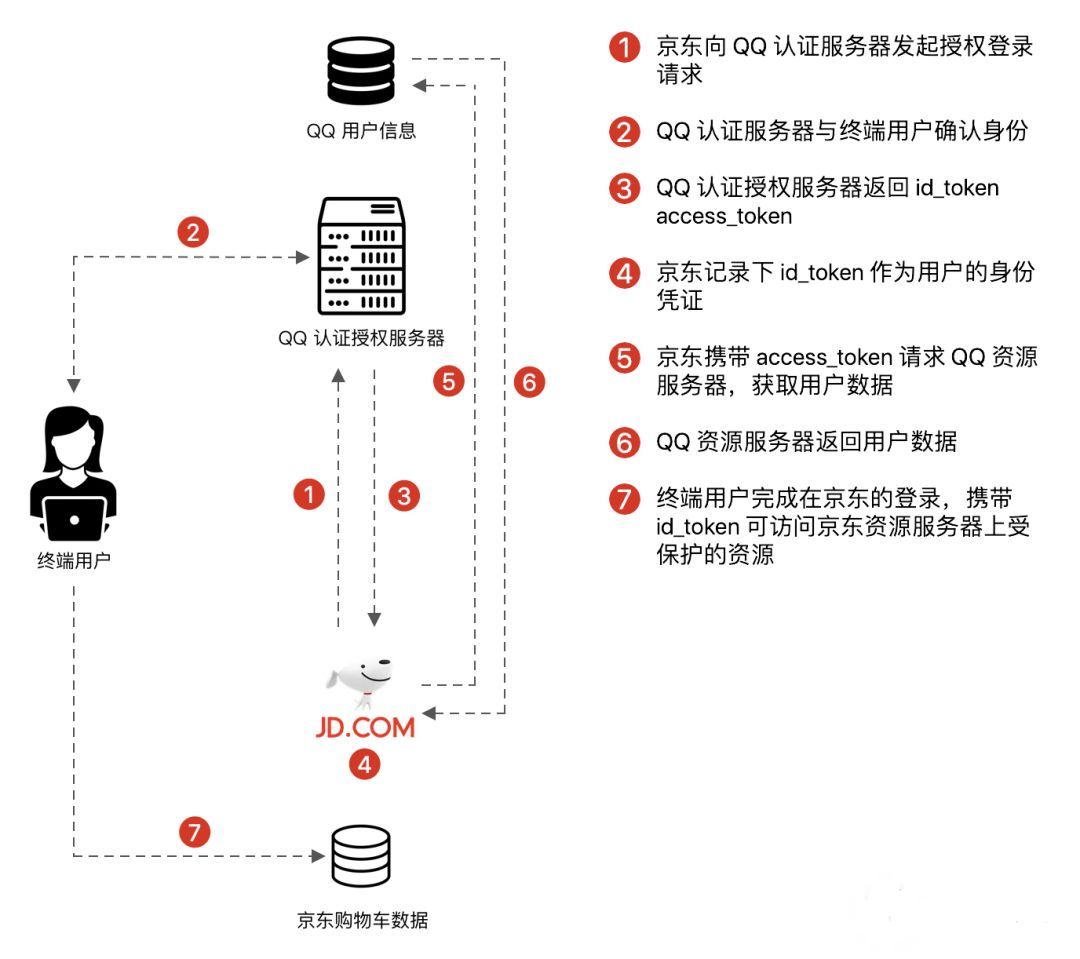 QQ 用户信息
2
QQ 认证授权服务器
5
6
1
3
终端用户
JD.COM
4
7
京东购物车数据
1 京东向 QQ 认证服务器发起授权登录
请求
2 QQ 认证服务器与终端用户确认身份
3 QQ 认证授权服务器返回 id_token
access_token
4 京东记录下 id_token 作为用户的身份
凭证
5 京东携带 access_token 请求 QQ 资源
服务器，获取用户数据
6 QQ 资源服务器返回用户数据
7 终端用户完成在京东的登录，携带
id_token 可访问京东资源服务器上受
保护的资源